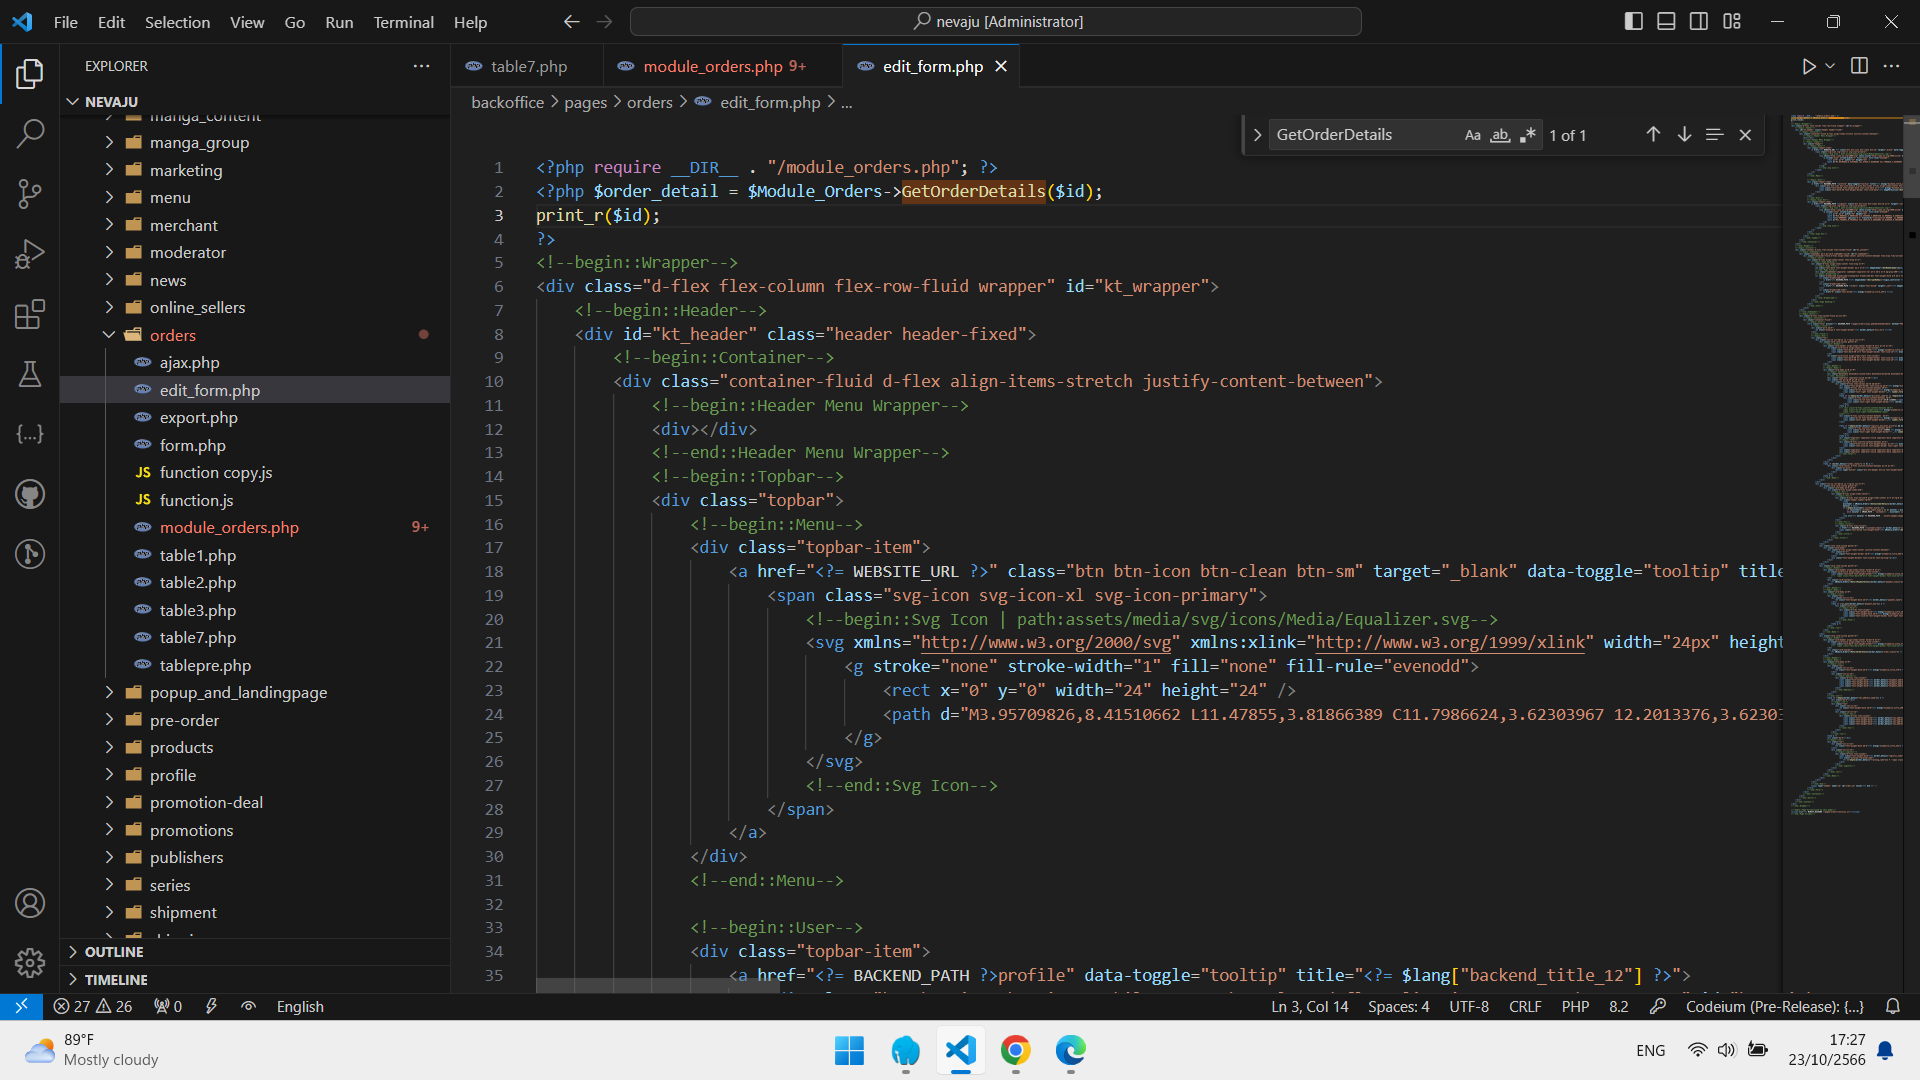 File Edit Selection View Go Run Terminal Help
nevaju [Administrator]
EXPLORER
NEVAJU
manga_content
manga_group
marketing
menu
merchant
moderator
news
online_sellers
orders
ajax.php
edit_form.php
export.php
form.php
JS function copy.js
JS function.js
module_orders.php 9+
table1.php
table2.php
table3.php
table7.php
tablepre.php
popup_and_landingpage
pre-order
products
profile
promotion-deal
promotions
publishers
series
shipment
OUTLINE
TIMELINE
table7.php
module_orders.php 9+
edit_form.php
backoffice > pages > orders > edit_form.php > ...
GetOrderDetails Aa ab 1 of 1
1 <?php require __DIR__ . "/module_orders.php"; ?>
2 <?php $order_detail = $Module_Orders->GetOrderDetails($id);
3 print_r($id);
4 ?>
5 <!--begin::Wrapper-->
6 <div class="d-flex flex-column flex-row-fluid wrapper" id="kt_wrapper">
7 <!--begin::Header-->
8 <div id="kt_header" class="header header-fixed">
9 <!--begin::Container-->
10 <div class="container-fluid d-flex align-items-stretch justify-content-between">
11 <!--begin::Header Menu Wrapper-->
12 <div></div>
13 <!--end::Header Menu Wrapper-->
14 <!--begin::Topbar-->
15 <div class="topbar">
16 <!--begin::Menu-->
17 <div class="topbar-item">
18 <a href="<?= WEBSITE_URL ?>" class="btn btn-icon btn-clean btn-sm" target="_blank" data-toggle="tooltip" title
19 <span class="svg-icon svg-icon-xl svg-icon-primary">
20 <!--begin::Svg Icon | path:assets/media/svg/icons/Media/Equalizer.svg-->
21 <svg xmlns="http://www.w3.org/2000/svg" xmlns:xlink="http://www.w3.org/1999/xlink" width="24px" height
22 <g stroke="none" stroke-width="1" fill="none" fill-rule="evenodd">
23 <rect x="0" y="0" width="24" height="24" />
24 <path d="M3.95709826,8.41510662 L11.47855,3.81866389 C11.7986624,3.62303967 12.2013376,3.6230
25 </g>
26 </svg>
27 <!--end::Svg Icon-->
28 </span>
29 </a>
30 </div>
31 <!--end::Menu-->
32
33 <!--begin::User-->
34 <div class="topbar-item">
35 <a href="<?= BACKEND_PATH ?>profile" data-toggle="tooltip" title="<?= $lang["backend_title_12"] ?>">
27 26 0 English
Ln 3, Col 14 Spaces: 4 UTF-8 CRLF PHP 8.2 Codeium (Pre-Release): {...}
89°F
Mostly cloudy
ENG
17:27
23/10/2566